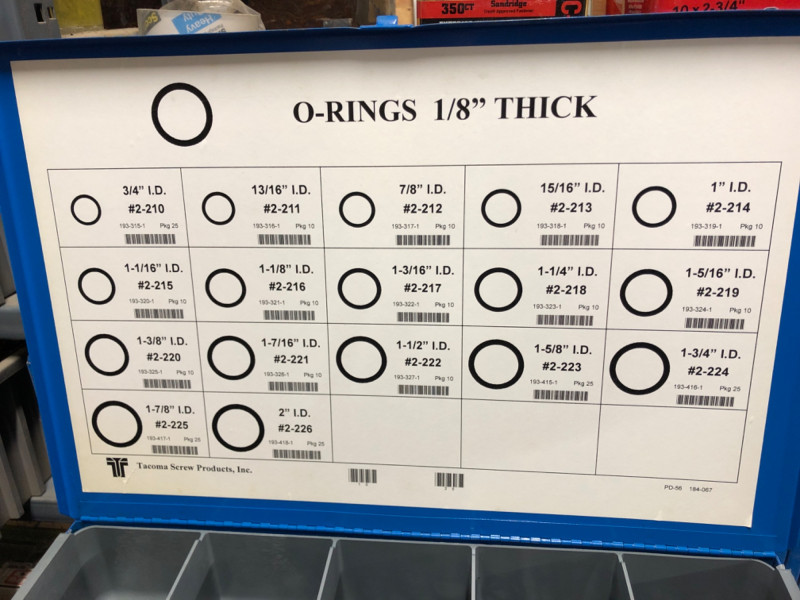 350CT
Sandridge
10 x 2-3/4"
O-RINGS 1/8” THICK
3/4” I.D.
#2-210
193-315-1 Pkg 25
13/16” I.D.
#2-211
193-316-1 Pkg 10
7/8” I.D.
#2-212
193-317-1 Pkg 10
15/16” I.D.
#2-213
193-318-1 Pkg 10
1” I.D.
#2-214
193-319-1 Pkg 10
1-1/16” I.D.
#2-215
193-320-1 Pkg 10
1-1/8” I.D.
#2-216
193-321-1 Pkg 10
1-3/16” I.D.
#2-217
193-322-1 Pkg 10
1-1/4” I.D.
#2-218
193-323-1 Pkg 10
1-5/16” I.D.
#2-219
193-324-1 Pkg 10
1-3/8” I.D.
#2-220
193-325-1 Pkg 10
1-7/16” I.D.
#2-221
193-326-1 Pkg 10
1-1/2” I.D.
#2-222
193-327-1 Pkg 10
1-5/8” I.D.
#2-223
193-415-1 Pkg 25
1-3/4” I.D.
#2-224
193-416-1 Pkg 25
1-7/8” I.D.
#2-225
193-417-1 Pkg 25
2” I.D.
#2-226
193-418-1 Pkg 25
Tacoma Screw Products, Inc.
PD-56 184-067